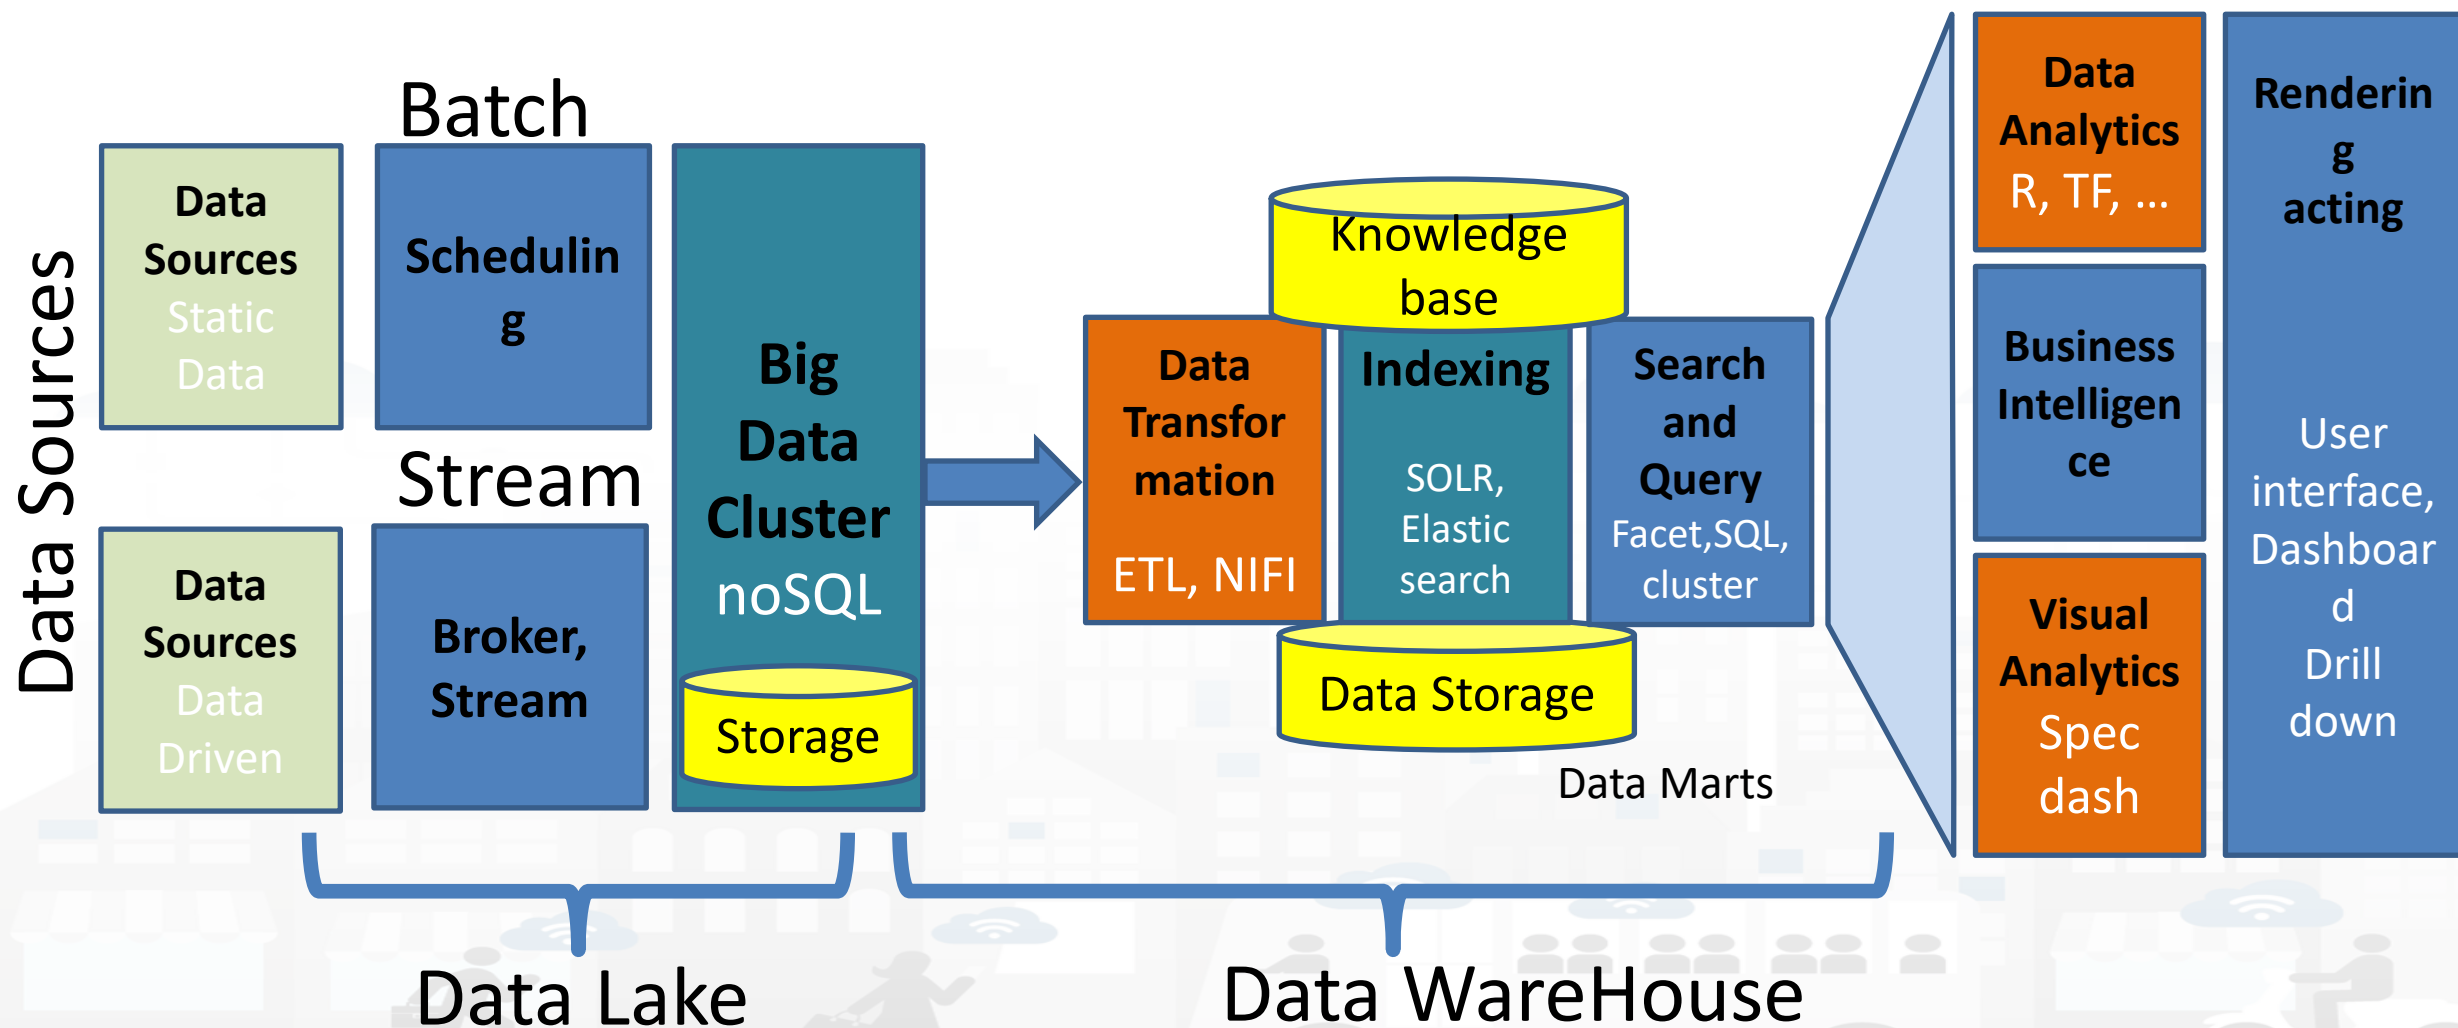 Data Sources
Batch
Data
Sources
Static
Data
Schedulin
g
Stream
Data
Sources
Data
Driven
Broker,
Stream
Big
Data
Cluster
noSQL
Storage
Data Lake
Data
Transfor
mation
ETL, NIFI
Knowledge
base
Indexing
SOLR,
Elastic
search
Search
and
Query
Facet,SQL,
cluster
Data Storage
Data Marts
Data WareHouse
Data
Analytics
R, TF, ...
Business
Intelligen
ce
Visual
Analytics
Spec
dash
Renderin
g
acting
User
interface,
Dashboar
d
Drill
down